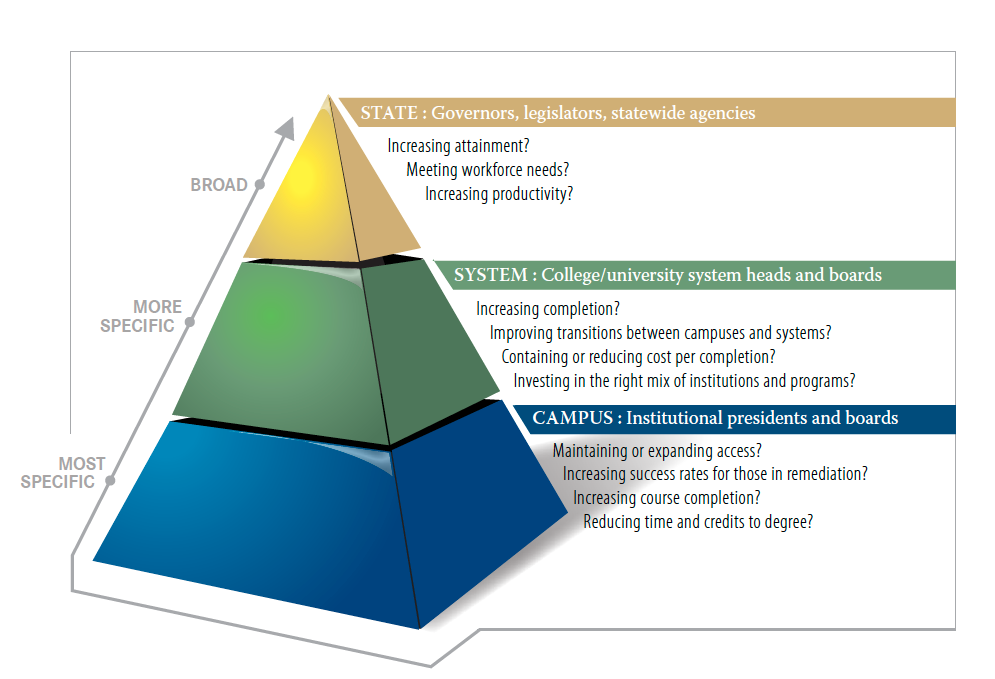 STATE : Governors, legislators, statewide agencies
Increasing attainment?
Meeting workforce needs?
Increasing productivity?
BROAD
SYSTEM : College/university system heads and boards
Increasing completion?
Improving transitions between campuses and systems?
Containing or reducing cost per completion?
Investing in the right mix of institutions and programs?
MORE
SPECIFIC
CAMPUS : Institutional presidents and boards
Maintaining or expanding access?
Increasing success rates for those in remediation?
Increasing course completion?
Reducing time and credits to degree?
MOST
SPECIFIC